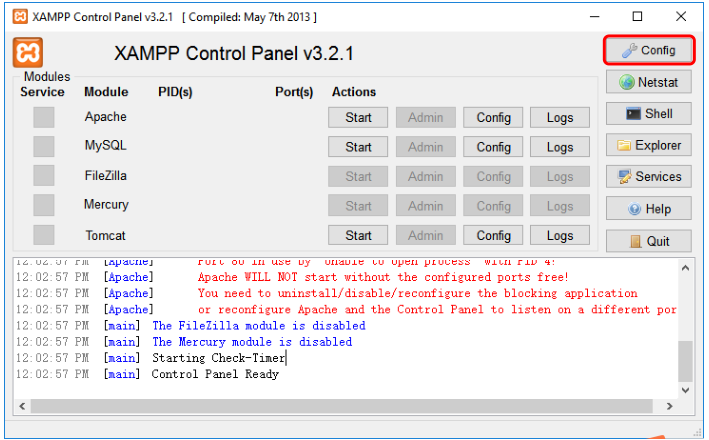 XAMPP Control Panel v3.2.1 [ Compiled: May 7th 2013 ]
XAMPP Control Panel v3.2.1
Config
Netstat
Shell
Explorer
Services
Help
Quit
Modules
Service Module PID(s) Port(s) Actions
Apache Start Admin Config Logs
MySQL Start Admin Config Logs
FileZilla Start Admin Config Logs
Mercury Start Admin Config Logs
Tomcat Start Admin Config Logs
12:02:57 PM [Apache] Port 80 in use by "Unable to open process" with PID 4!
12:02:57 PM [Apache] Apache WILL NOT start without the configured ports free!
12:02:57 PM [Apache] You need to uninstall/disable/reconfigure the blocking application
12:02:57 PM [Apache] or reconfigure Apache and the Control Panel to listen on a different por
12:02:57 PM [main] The FileZilla module is disabled
12:02:57 PM [main] The Mercury module is disabled
12:02:57 PM [main] Starting Check-Timer
12:02:57 PM [main] Control Panel Ready